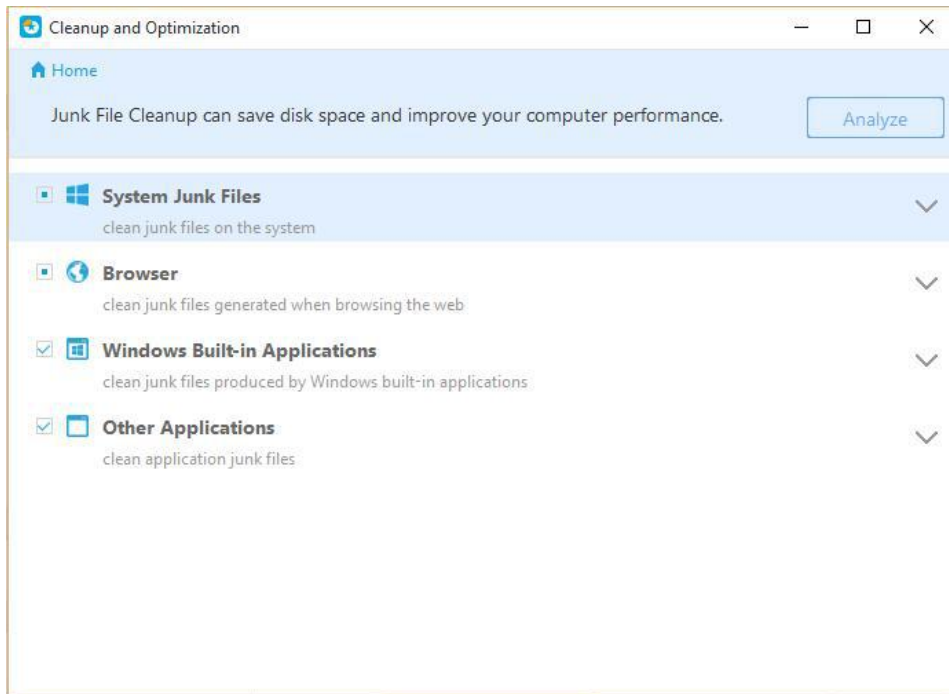 Cleanup and Optimization
Home
Junk File Cleanup can save disk space and improve your computer performance.
Analyze
System Junk Files
clean junk files on the system
Browser
clean junk files generated when browsing the web
Windows Built-in Applications
clean junk files produced by Windows built-in applications
Other Applications
clean application junk files